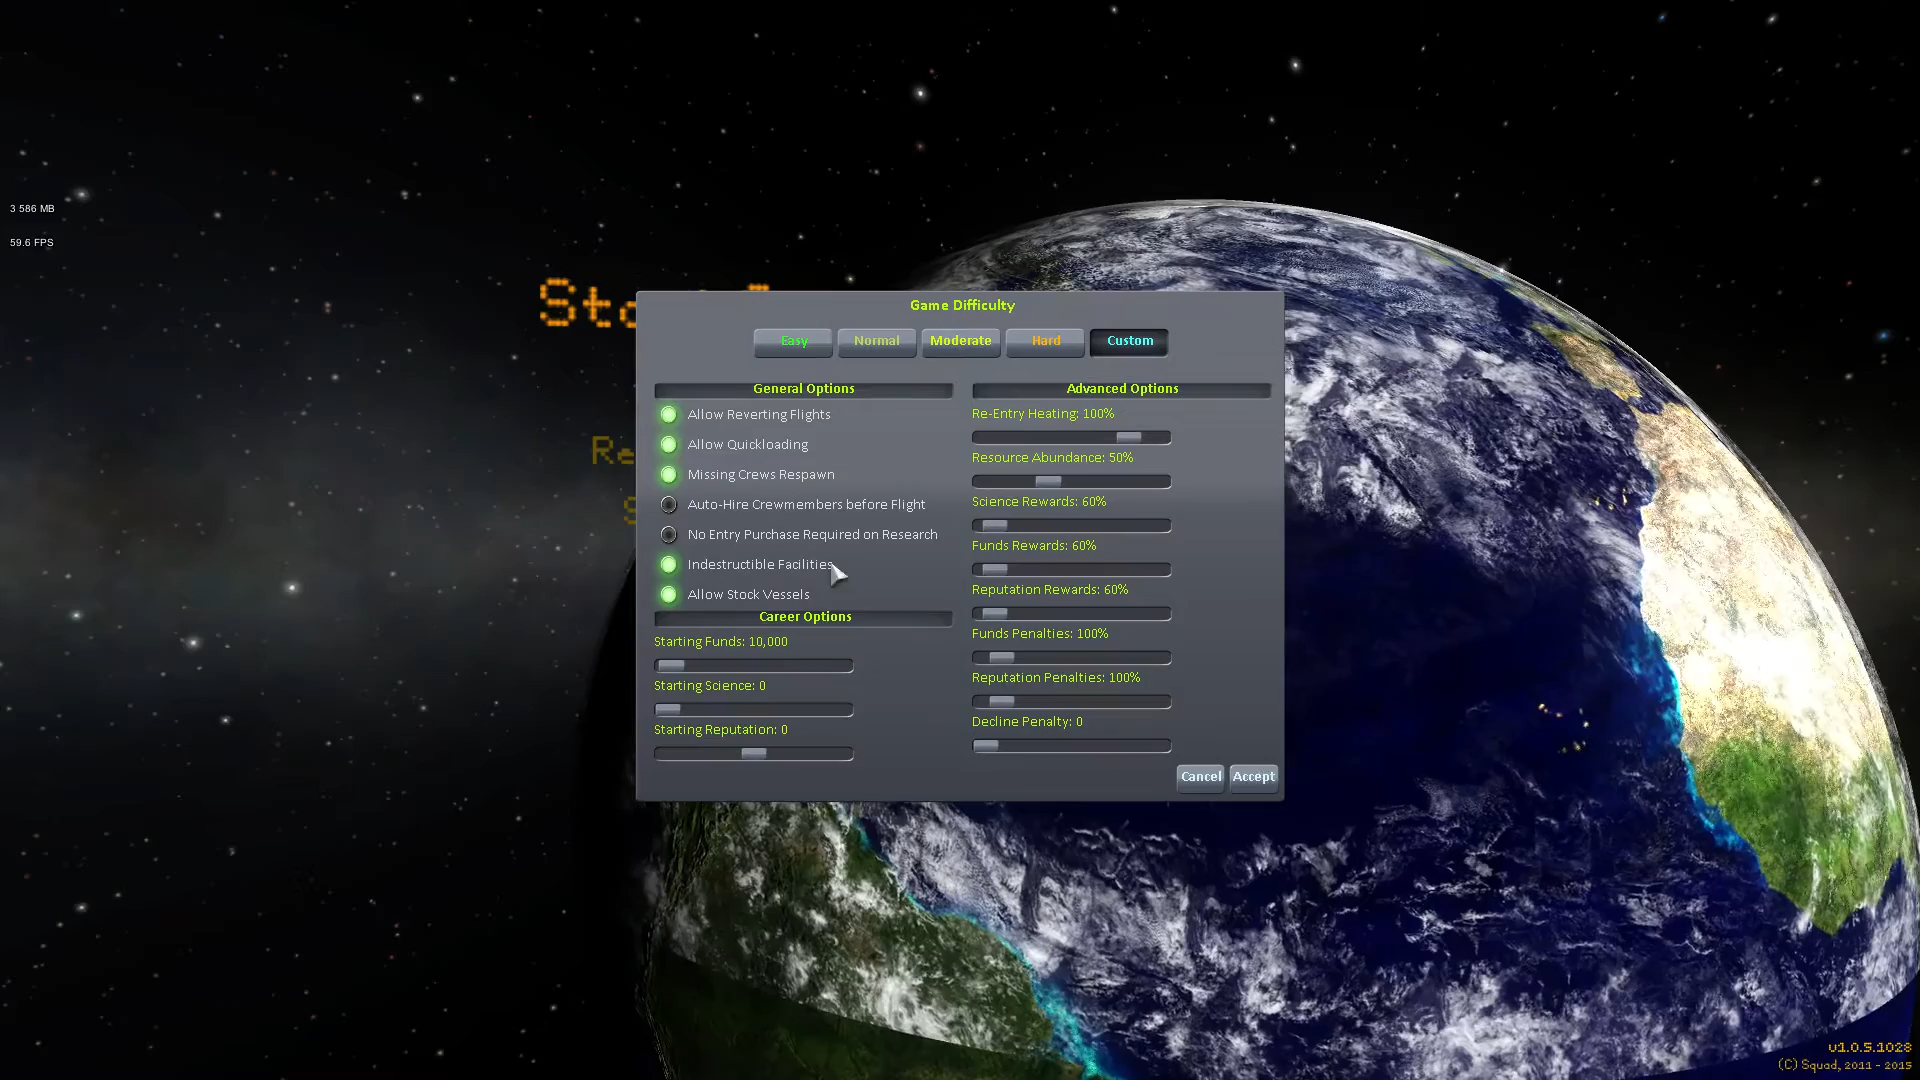 3 586 MB
59.6 FPS
Sta
Re
S
Game Difficulty
Easy Normal Moderate Hard Custom
General Options
Allow Reverting Flights
Allow Quickloading
Missing Crews Respawn
Auto-Hire Crewmembers before Flight
No Entry Purchase Required on Research
Indestructible Facilities
Allow Stock Vessels
Career Options
Starting Funds: 10,000
Starting Science: 0
Starting Reputation: 0
Advanced Options
Re-Entry Heating: 100%
Resource Abundance: 50%
Science Rewards: 60%
Funds Rewards: 60%
Reputation Rewards: 60%
Funds Penalties: 100%
Reputation Penalties: 100%
Decline Penalty: 0
Cancel Accept
v1.0.5.1028
(C) Squad, 2011 - 2015